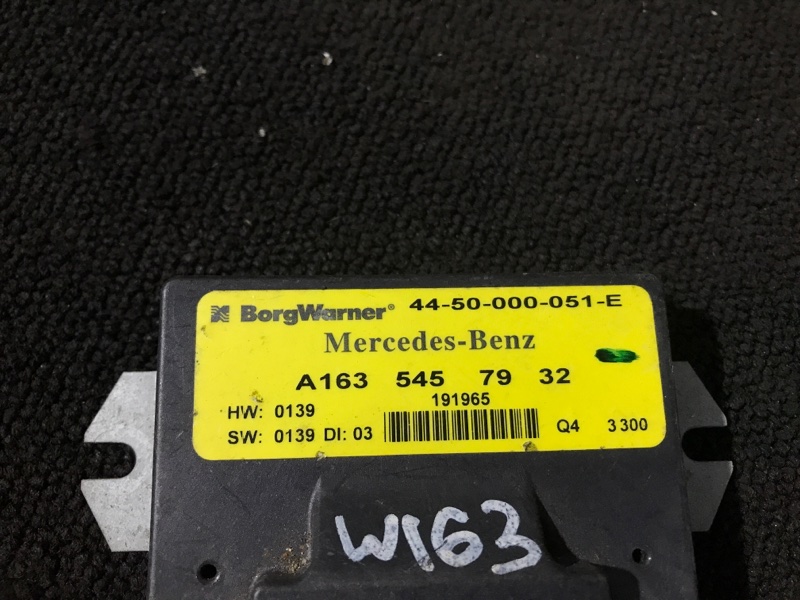 BorgWarner® 44-50-000-051-E
Mercedes-Benz
A163 545 79 32
191965
HW: 0139
SW: 0139 DI: 03 Q4 3300
W163